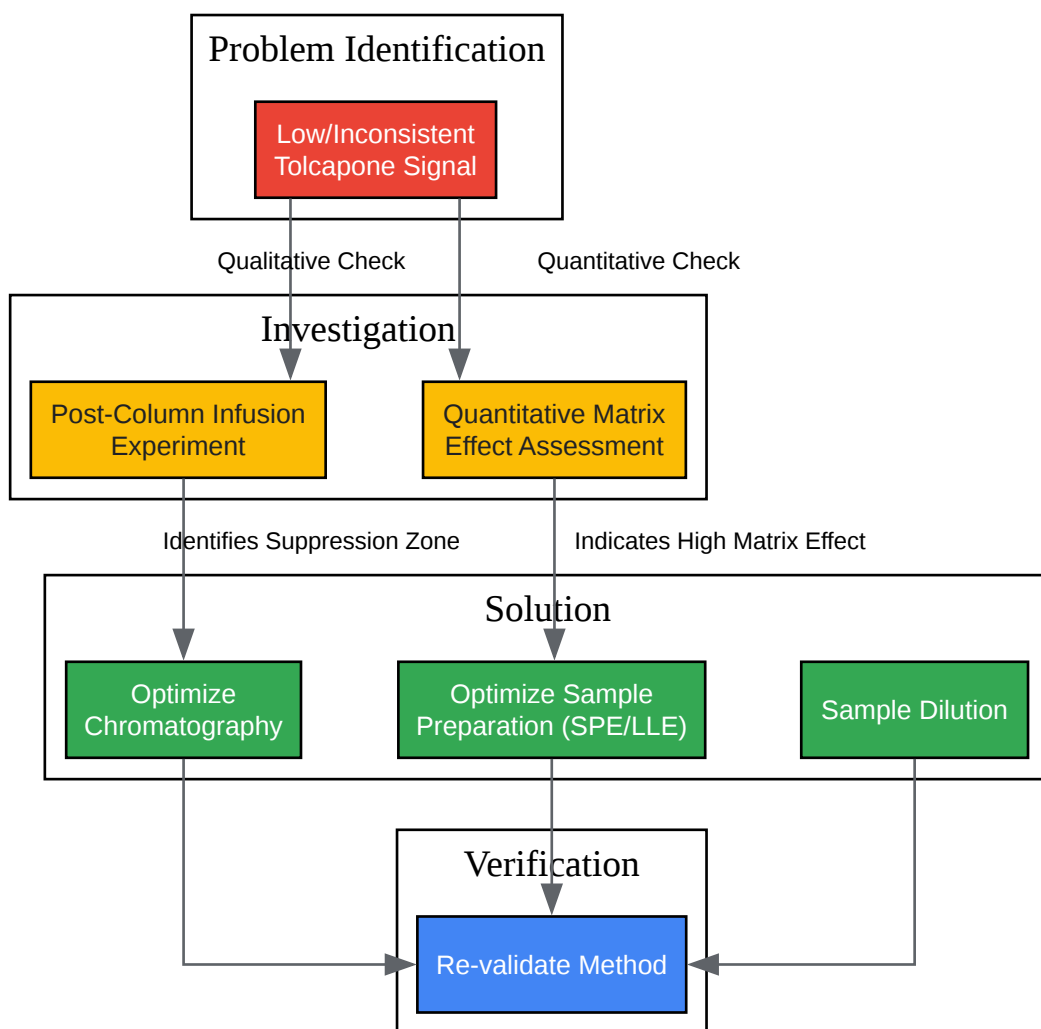 Problem Identification
Low/Inconsistent
Tolcapone Signal
Qualitative Check
Quantitative Check
Investigation
Post-Column Infusion
Experiment
Quantitative Matrix
Effect Assessment
Identifies Suppression Zone
Indicates High Matrix Effect
Solution
Optimize
Chromatography
Optimize Sample
Preparation (SPE/LLE)
Sample Dilution
Verification
Re-validate Method